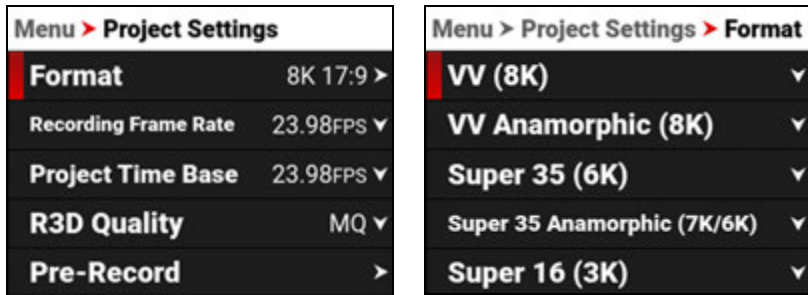 Menu > Project Settings
Format 8K 17:9 >
Recording Frame Rate 23.98FPS
Project Time Base 23.98FPS
R3D Quality MQ
Pre-Record >
Menu > Project Settings > Format
VV (8K)
VV Anamorphic (8K)
Super 35 (6K)
Super 35 Anamorphic (7K/6K)
Super 16 (3K)